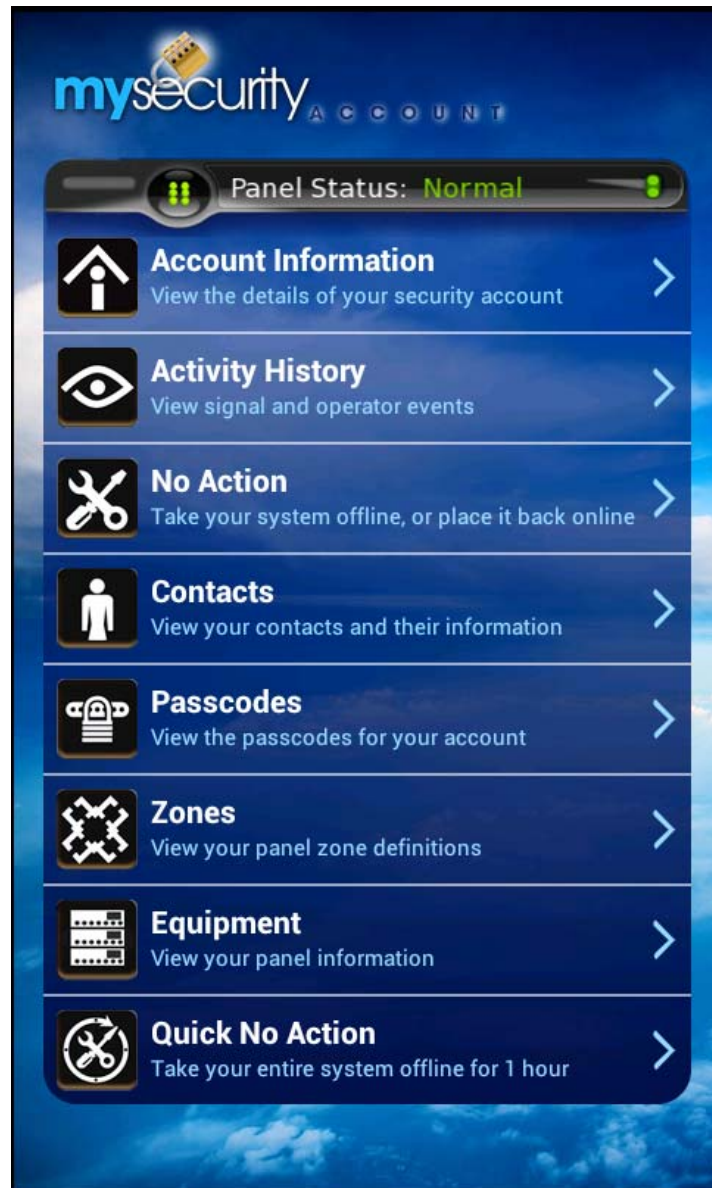 mysecurity
ACCOUNT
Panel Status: Normal
Account Information
View the details of your security account
Activity History
View signal and operator events
No Action
Take your system offline, or place it back online
Contacts
View your contacts and their information
Passcodes
View the passcodes for your account
Zones
View your panel zone definitions
Equipment
View your panel information
Quick No Action
Take your entire system offline for 1 hour